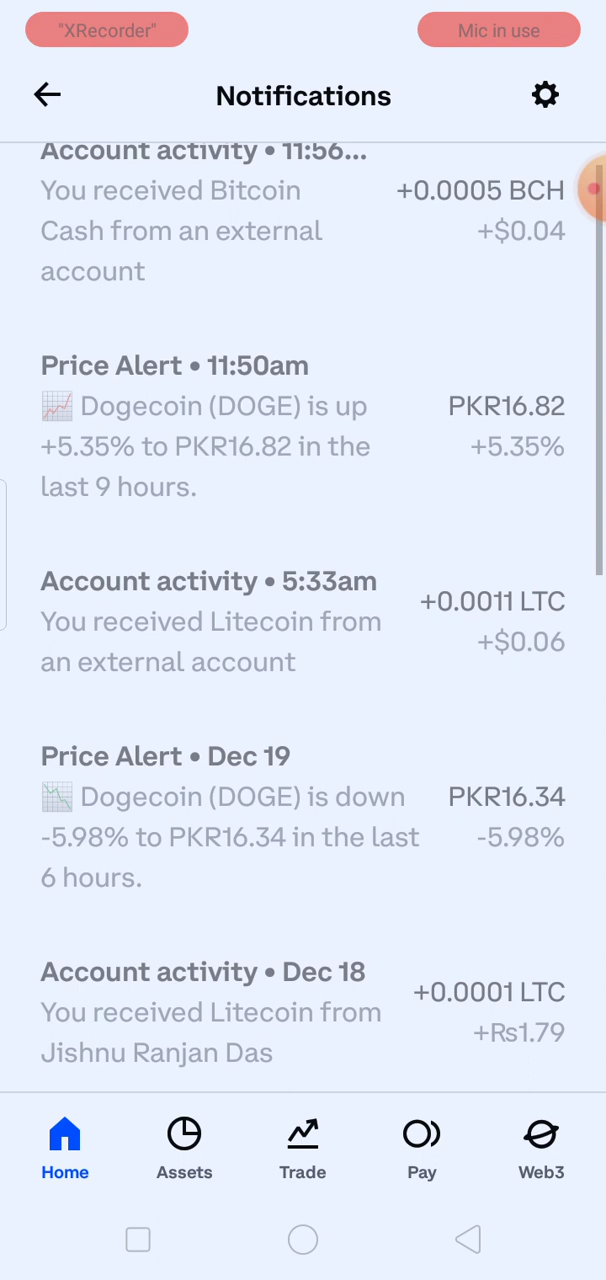 "XRecorder"
Mic in use
Notifications
Account activity • 11:56...
You received Bitcoin
+0.0005 BCH
Cash from an external
+$0.04
account
Price Alert • 11:50am
📈 Dogecoin (DOGE) is up
PKR16.82
+5.35% to PKR16.82 in the
+5.35%
last 9 hours.
Account activity • 5:33am
+0.0011 LTC
You received Litecoin from
+$0.06
an external account
Price Alert • Dec 19
📉 Dogecoin (DOGE) is down
PKR16.34
-5.98% to PKR16.34 in the last
-5.98%
6 hours.
Account activity • Dec 18
+0.0001 LTC
You received Litecoin from
+Rs1.79
Jishnu Ranjan Das
Home
Assets
Trade
Pay
Web3